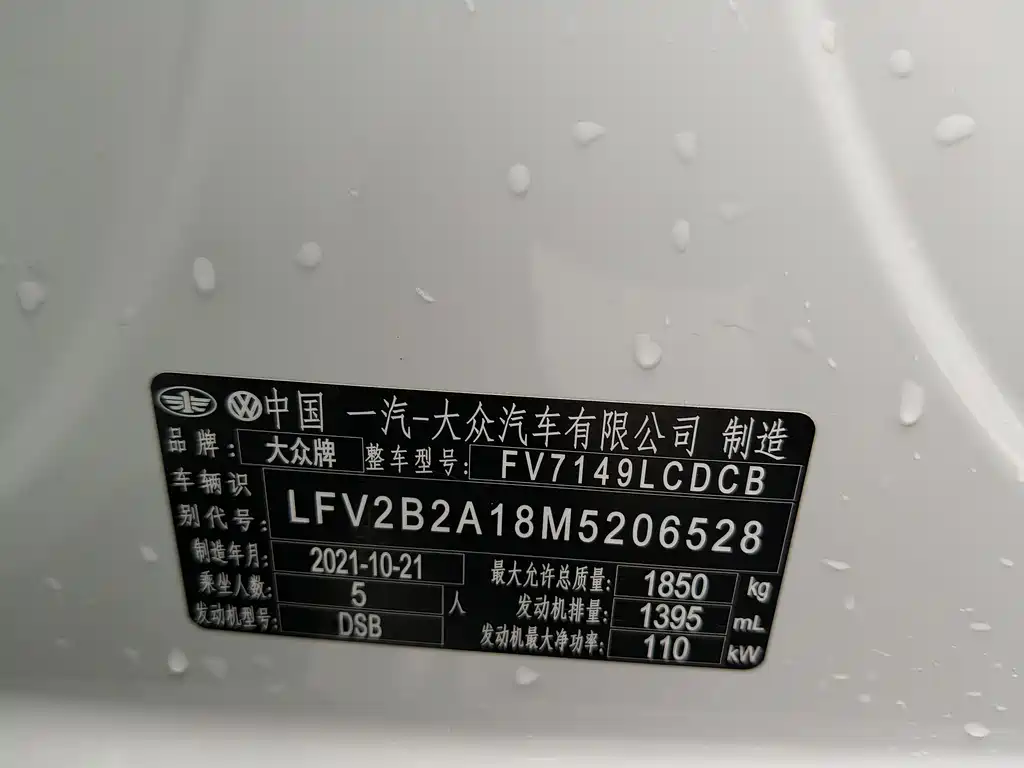 中国 一汽-大众汽车有限公司 制造
品牌: 大众牌 整车型号: FV7149LCDCB
车辆识别代号: LFV2B2A18M5206528
制造年月: 2021-10-21 最大允许总质量: 1850 kg
乘坐人数: 5 人 发动机排量: 1395 mL
发动机型号: DSB 发动机最大净功率: 110 kW